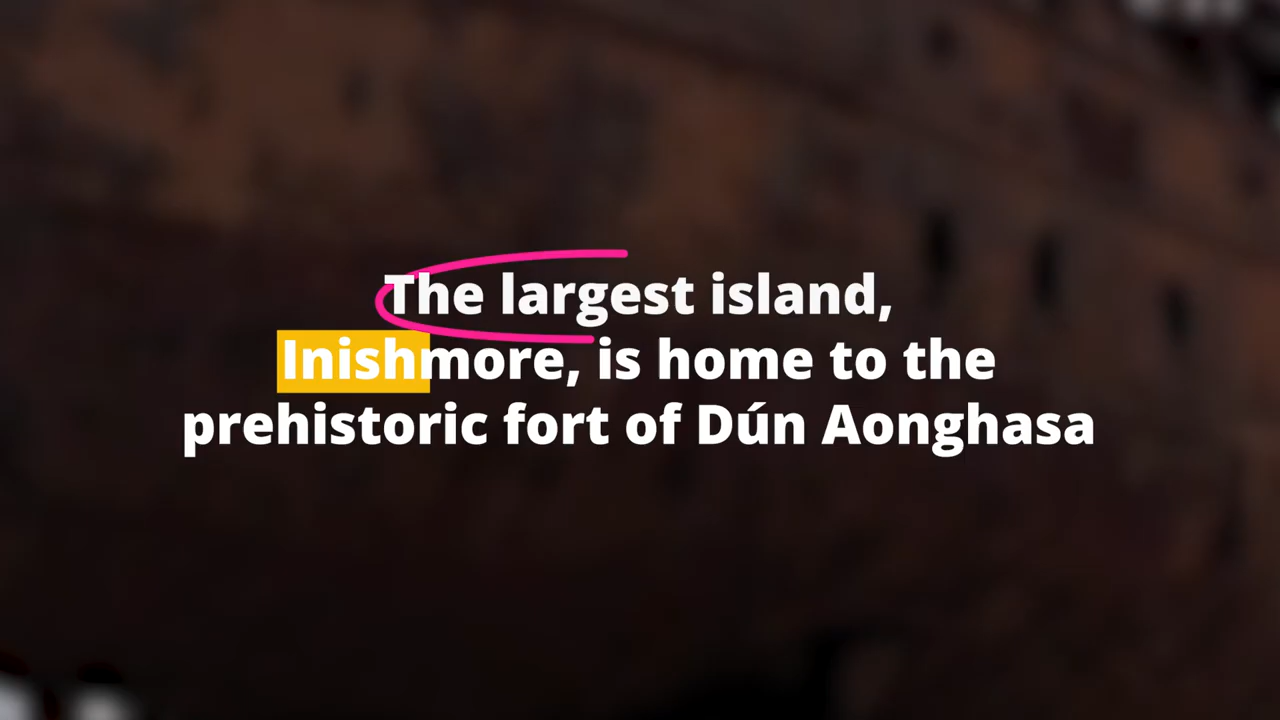 The largest island,
Inishmore, is home to the
prehistoric fort of Dún Aonghasa